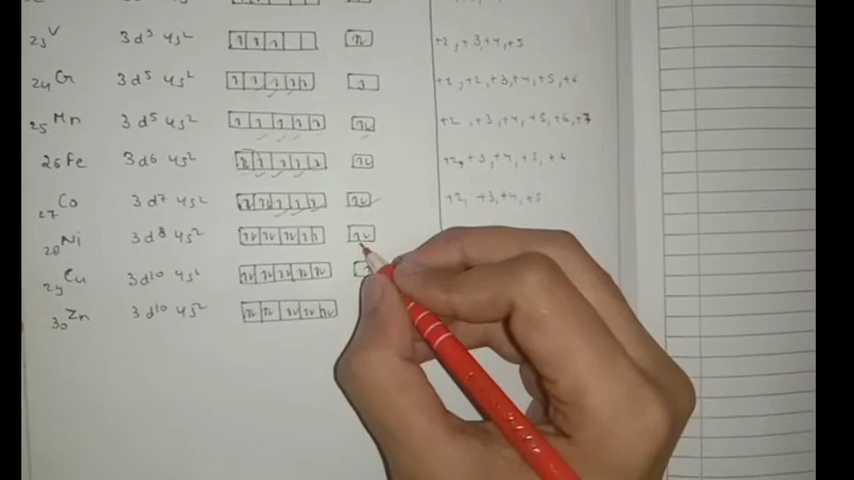 23V 3d3 4s2 +2, +3, +4, +5
24Cr 3d5 4s2 +2, +2, +3, +4, +5, +6
25Mn 3d5 4s2 +2, +3, +4, +5, +6, +7
26Fe 3d6 4s2 +2, +3, +4, +5, +6
27Co 3d7 4s2 +2, +3, +4, +5
28Ni 3d8 4s2
29Cu 3d10 4s1
30Zn 3d10 4s2